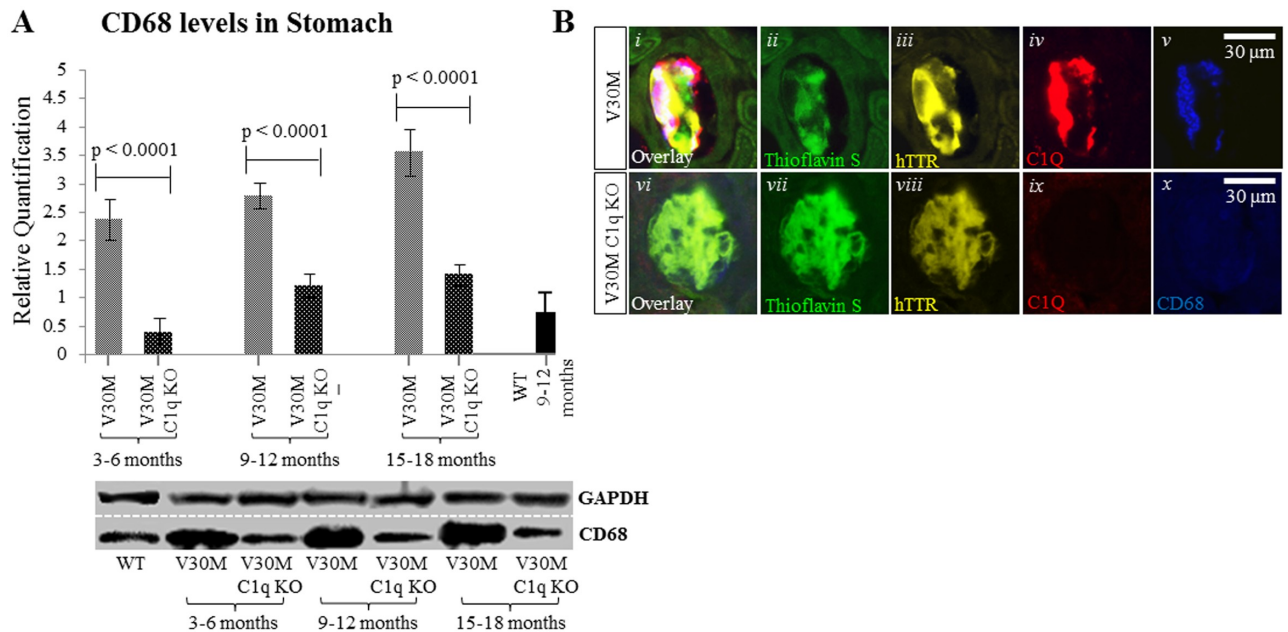 A
CD68 levels in Stomach
Relative Quantification
5
4.5
4
3.5
3
2.5
2
1.5
1
0.5
0
p < 0.0001
p < 0.0001
p < 0.0001
V30M
V30M
C1q KO
V30M
V30M
C1q KO
V30M
V30M
C1q KO
WT
9-12
months
3-6 months
9-12 months
15-18 months
GAPDH
CD68
WT
V30M
V30M
C1q KO
V30M
V30M
C1q KO
V30M
V30M
C1q KO
3-6 months
9-12 months
15-18 months
B
V30M
i
Overlay
ii
Thioflavin S
iii
hTTR
iv
C1Q
v
30 μm
V30M C1q KO
vi
Overlay
vii
Thioflavin S
viii
hTTR
ix
C1Q
x
30 μm
CD68